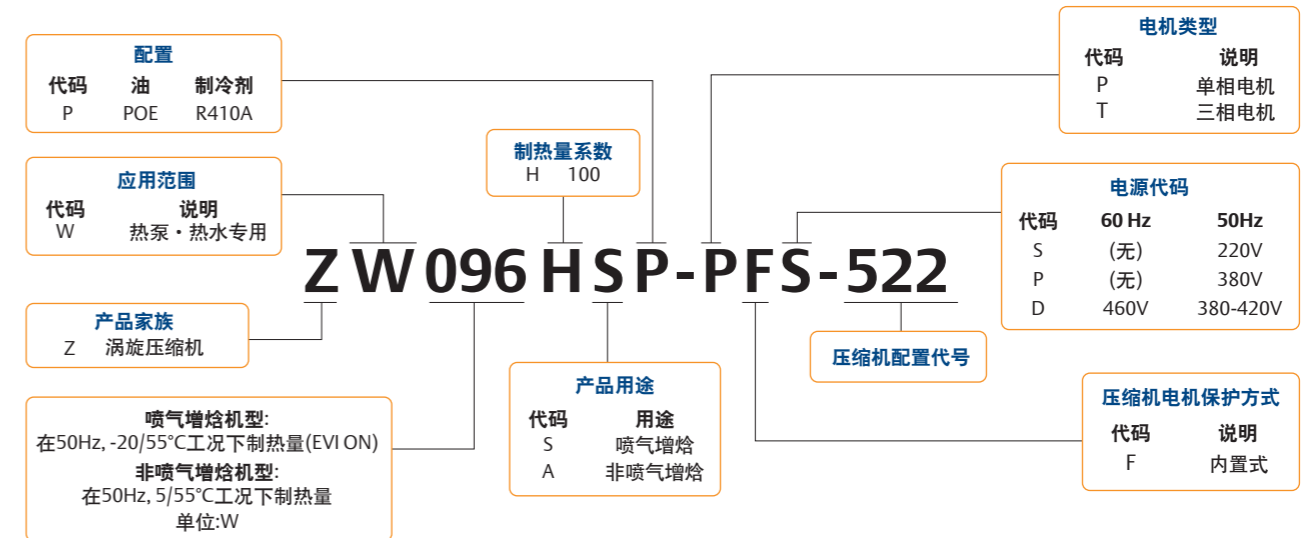 配置
代码 油 制冷剂
P POE R410A
应用范围
代码 说明
W 热泵·热水专用
产品家族
Z 涡旋压缩机
喷气增焓机型:
在50Hz, -20/55°C工况下制热量(EVI ON)
非喷气增焓机型:
在50Hz, 5/55°C工况下制热量
单位:W
制热量系数
H 100
ZW096HSP-PFS-522
产品用途
代码 用途
S 喷气增焓
A 非喷气增焓
电机类型
代码 说明
P 单相电机
T 三相电机
电源代码
代码 60 Hz 50Hz
S (无) 220V
P (无) 380V
D 460V 380-420V
压缩机配置代号
压缩机电机保护方式
代码 说明
F 内置式